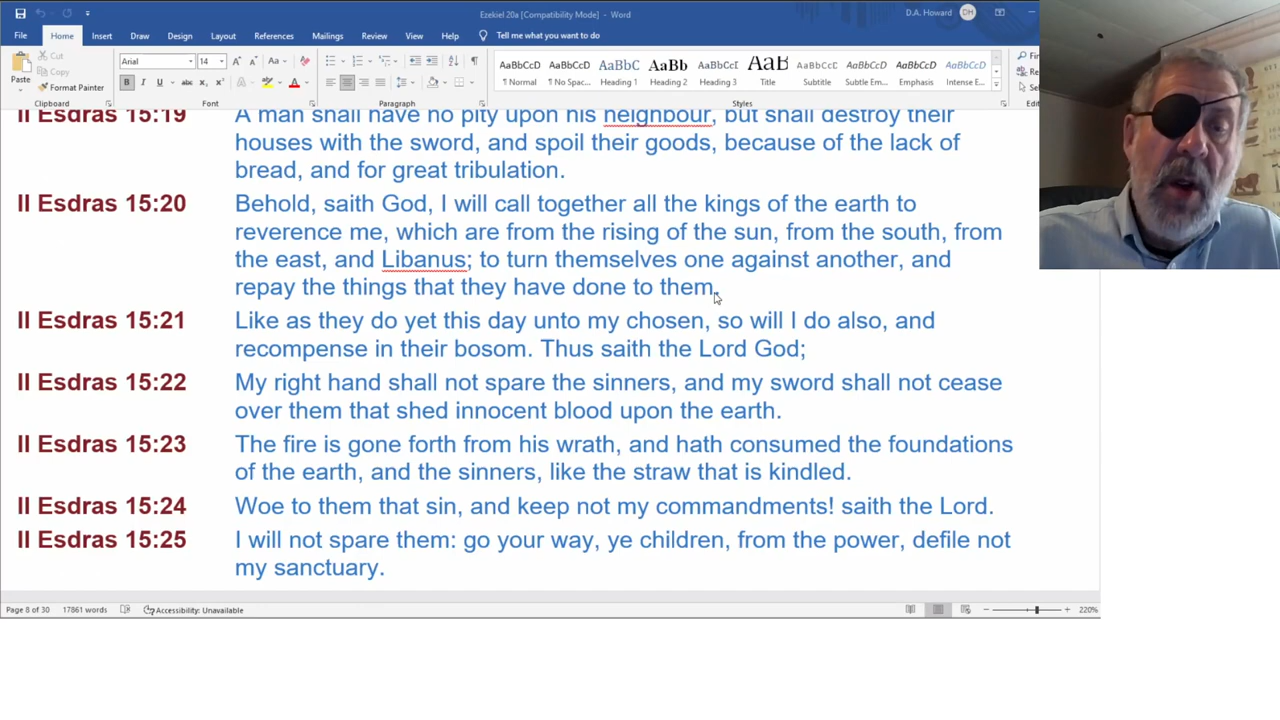 Ezekiel 20a [Compatibility Mode] - Word
D.A. Howard DH
File Home Insert Draw Design Layout References Mailings Review View Help Tell me what you want to do
Paste
Cut
Copy
Format Painter
Clipboard
Arial 14
Font
Paragraph
AaBbCcD AaBbCcD AaBbC AaBb AaBbCcI AaB AaBbCcD AaBbCcD AaBbCcD AaBbCcD
¶ Normal ¶ No Spac... Heading 1 Heading 2 Heading 3 Title Subtitle Subtle Em... Emphasis Intense E...
Styles
II Esdras 15:19 A man shall have no pity upon his neighbour, but shall destroy their
houses with the sword, and spoil their goods, because of the lack of
bread, and for great tribulation.
II Esdras 15:20 Behold, saith God, I will call together all the kings of the earth to
reverence me, which are from the rising of the sun, from the south, from
the east, and Libanus; to turn themselves one against another, and
repay the things that they have done to them.
II Esdras 15:21 Like as they do yet this day unto my chosen, so will I do also, and
recompense in their bosom. Thus saith the Lord God;
II Esdras 15:22 My right hand shall not spare the sinners, and my sword shall not cease
over them that shed innocent blood upon the earth.
II Esdras 15:23 The fire is gone forth from his wrath, and hath consumed the foundations
of the earth, and the sinners, like the straw that is kindled.
II Esdras 15:24 Woe to them that sin, and keep not my commandments! saith the Lord.
II Esdras 15:25 I will not spare them: go your way, ye children, from the power, defile not
my sanctuary.
Page 8 of 30 17861 words Accessibility: Unavailable 220%